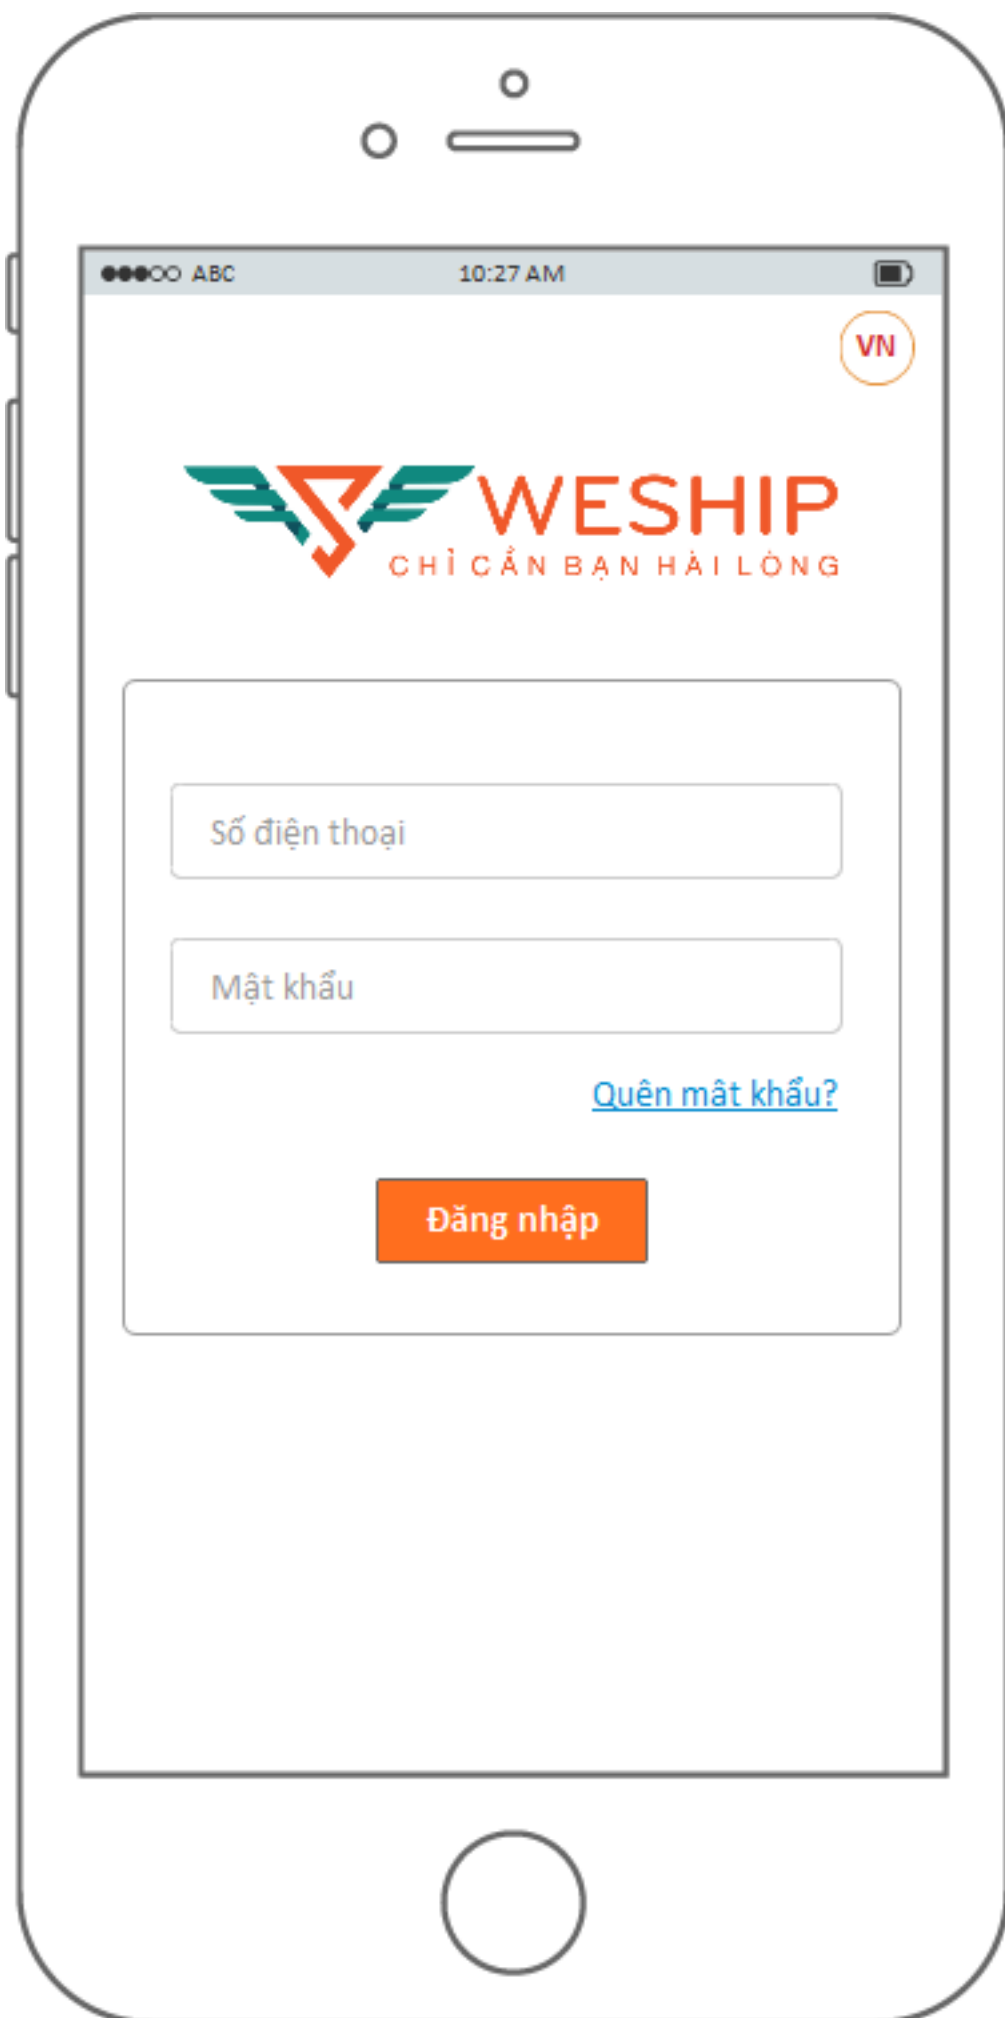 ABC 10:27 AM
VN
WESHIP
CHỈ CẦN BẠN HÀI LÒNG
Số điện thoại
Mật khẩu
Quên mât khẩu?
Đăng nhập